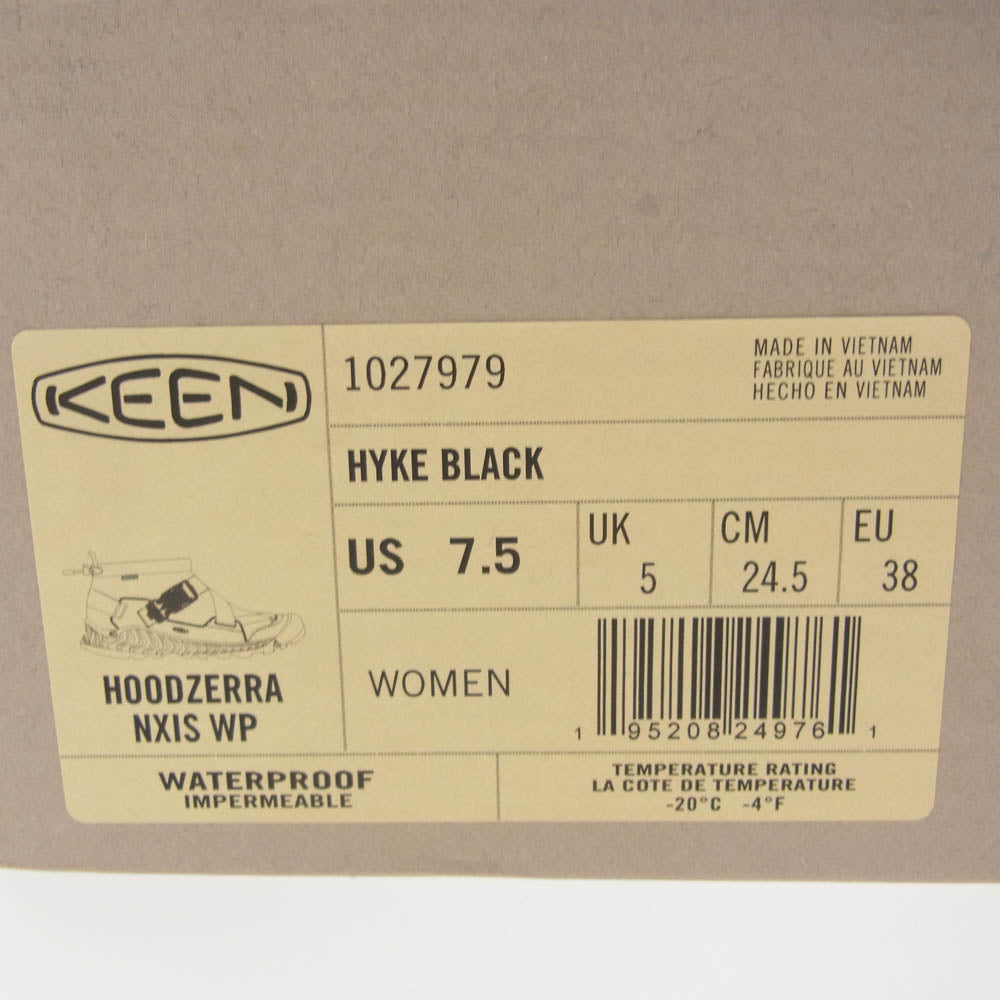 KEEN
1027979
MADE IN VIETNAM
FABRIQUE AU VIETNAM
HECHO EN VIETNAM
HYKE BLACK
US 7.5
UK
5
CM
24.5
EU
38
HOODZERRA
NXIS WP
WOMEN
1 95208 24976 1
WATERPROOF
IMPERMEABLE
TEMPERATURE RATING
LA COTE DE TEMPERATURE
-20°C -4°F